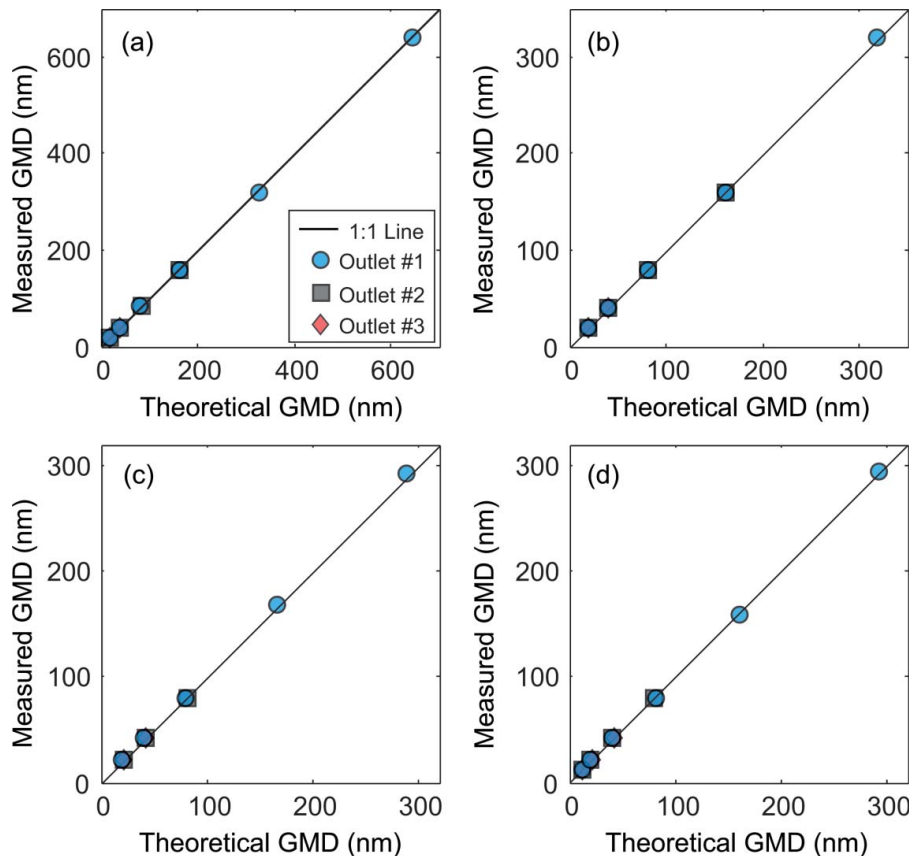 (a)
Measured GMD (nm)
600
400
200
0
1:1 Line
Outlet #1
Outlet #2
Outlet #3
0 200 400 600
Theoretical GMD (nm)
(b)
Measured GMD (nm)
300
200
100
0
0 100 200 300
Theoretical GMD (nm)
(c)
Measured GMD (nm)
300
200
100
0
0 100 200 300
Theoretical GMD (nm)
(d)
Measured GMD (nm)
300
200
100
0
0 100 200 300
Theoretical GMD (nm)